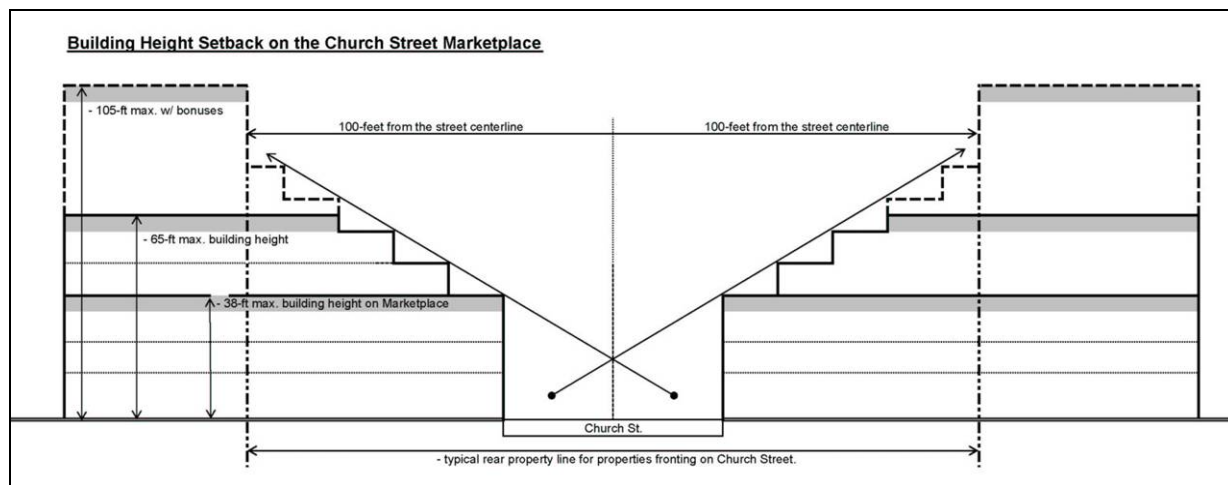 Building Height Setback on the Church Street Marketplace
- 105-ft max. w/ bonuses
100-feet from the street centerline
100-feet from the street centerline
- 65-ft max. building height
- 38-ft max. building height on Marketplace
Church St.
- typical rear property line for properties fronting on Church Street.